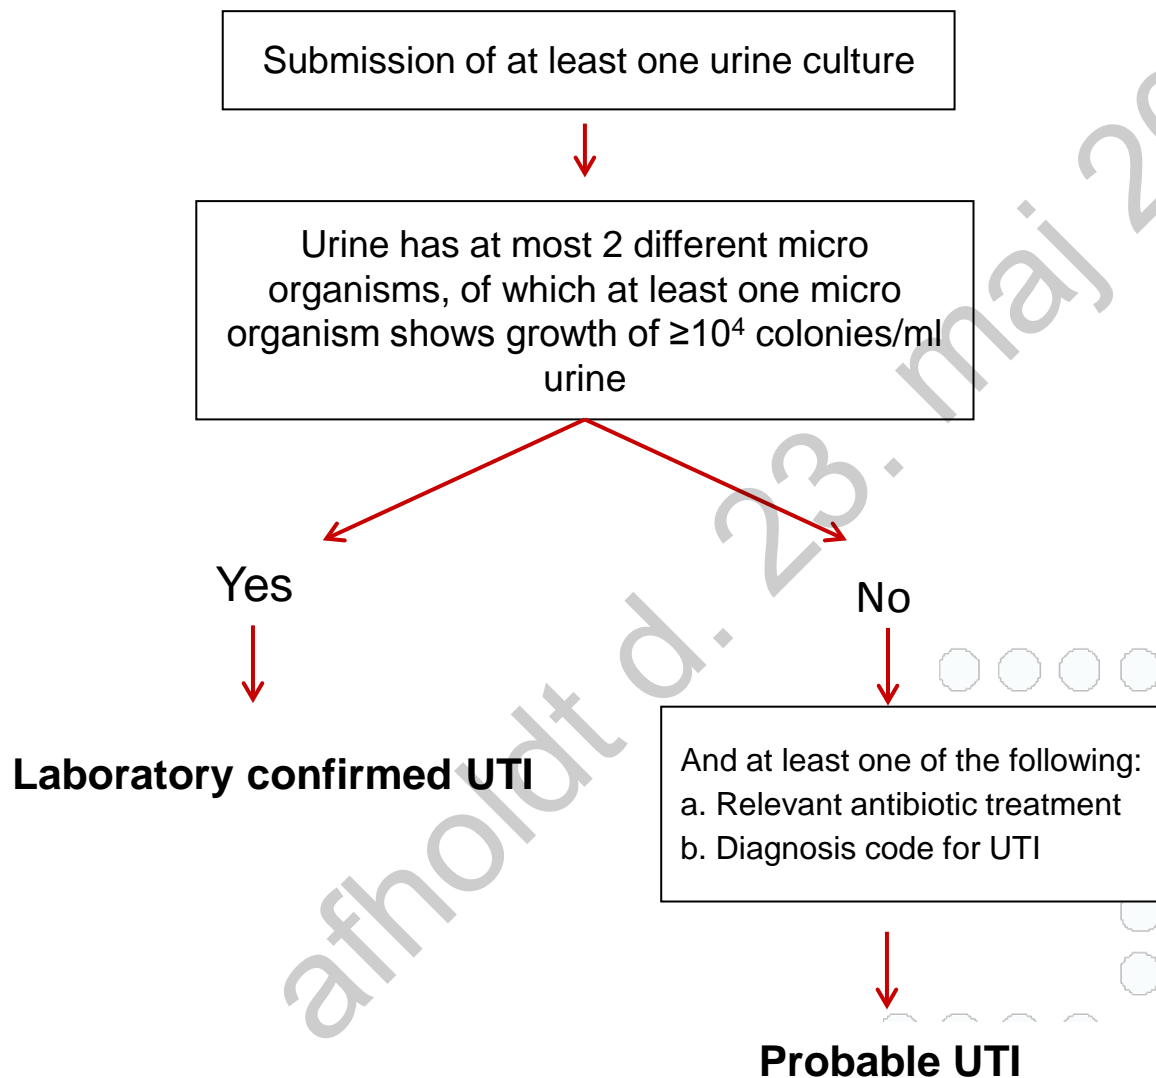 Submission of at least one urine culture
Urine has at most 2 different micro
organisms, of which at least one micro
organism shows growth of ≥10⁴ colonies/ml
urine
Yes
No
Laboratory confirmed UTI
And at least one of the following:
a. Relevant antibiotic treatment
b. Diagnosis code for UTI
Probable UTI
afholdt d. 23. maj